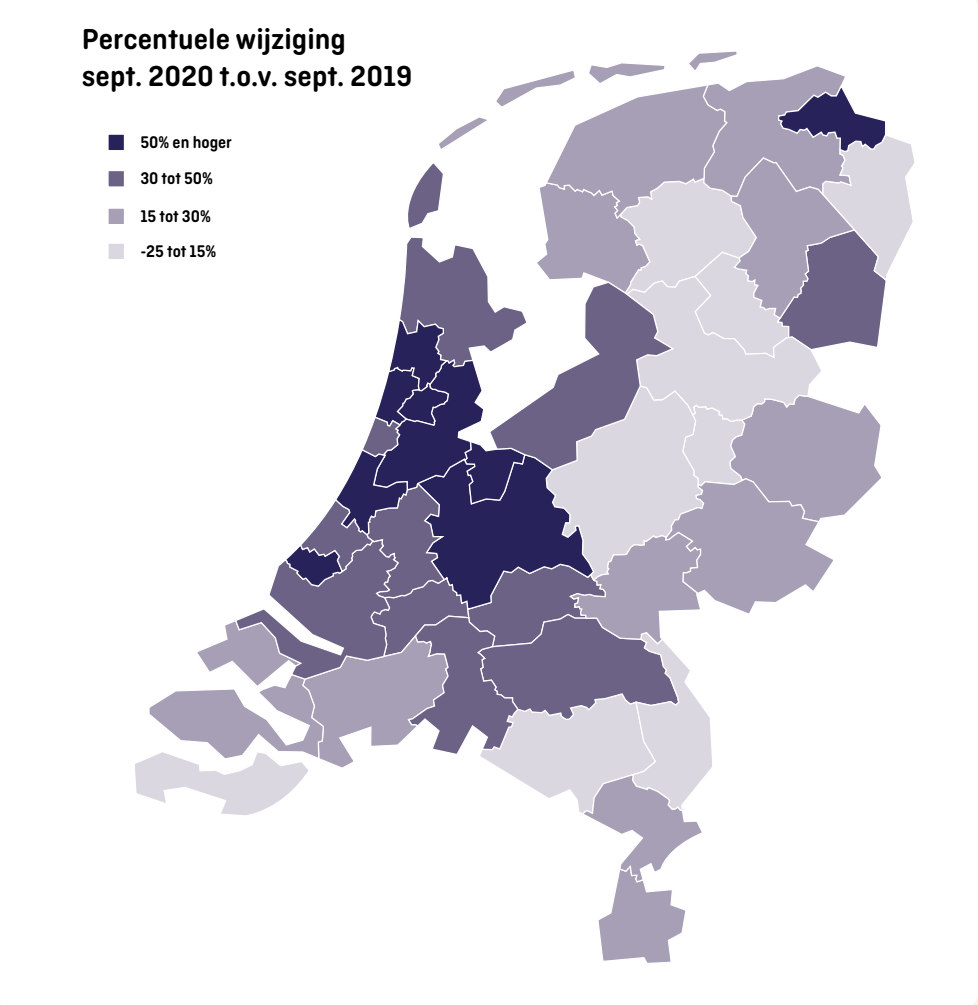 Percentuele wijziging
sept. 2020 t.o.v. sept. 2019
50% en hoger
30 tot 50%
15 tot 30%
-25 tot 15%